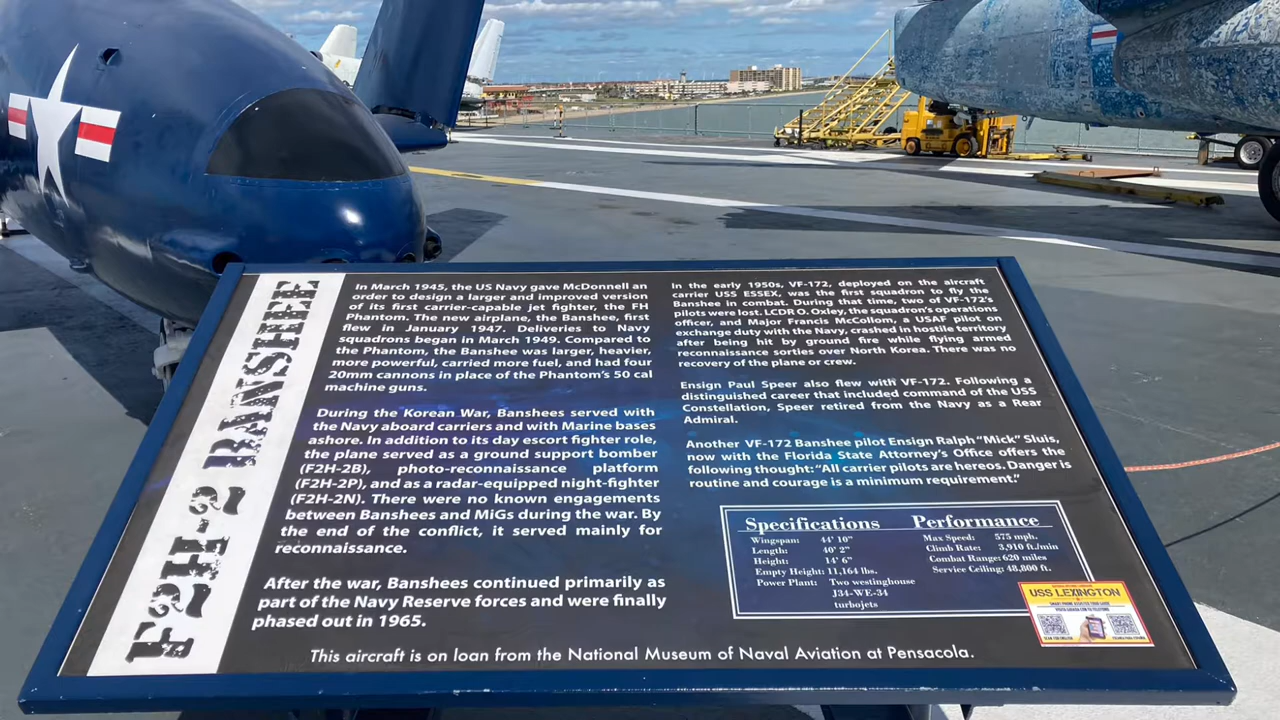 F2H-2 BANSHEE
In March 1945, the US Navy gave McDonnell an
order to design a larger and improved version
of its first carrier-capable jet fighter, the FH
Phantom. The new airplane, the Banshee, first
flew in January 1947. Deliveries to Navy
squadrons began in March 1949. Compared to
the Phantom, the Banshee was larger, heavier,
more powerful, carried more fuel, and had four
20mm cannons in place of the Phantom's 50 cal
machine guns.
During the Korean War, Banshees served with
the Navy aboard carriers and with Marine bases
ashore. In addition to its day escort fighter role,
the plane served as a ground support bomber
(F2H-2B), photo-reconnaissance platform
(F2H-2P), and as a radar-equipped night-fighter
(F2H-2N). There were no known engagements
between Banshees and MiGs during the war. By
the end of the conflict, it served mainly for
reconnaissance.
After the war, Banshees continued primarily as
part of the Navy Reserve forces and were finally
phased out in 1965.
In the early 1950s, VF-172, deployed on the aircraft
carrier USS ESSEX, was the first squadron to fly the
Banshee in combat. During that time, two of VF-172's
pilots were lost. LCDR O. Oxley, the squadron's operations
officer, and Major Francis McCollom, a USAF pilot on
exchange duty with the Navy, crashed in hostile territory
after being hit by ground fire while flying armed
reconnaissance sorties over North Korea. There was no
recovery of the plane or crew.
Ensign Paul Speer also flew with VF-172. Following a
distinguished career that included command of the USS
Constellation, Speer retired from the Navy as a Rear
Admiral.
Another VF-172 Banshee pilot Ensign Ralph "Mick" Sluis,
now with the Florida State Attorney's Office offers the
following thought: "All carrier pilots are hereos. Danger is
routine and courage is a minimum requirement."
Specifications
Wingspan: 44' 10"
Length: 40' 2"
Height: 14' 6"
Empty Height: 11,164 lbs.
Power Plant: Two westinghouse
J34-WE-34
turbojets
Performance
Max Speed: 575 mph.
Climb Rate: 3,910 ft./min
Combat Range: 620 miles
Service Ceiling: 48,800 ft.
USS LEXINGTON
This aircraft is on loan from the National Museum of Naval Aviation at Pensacola.